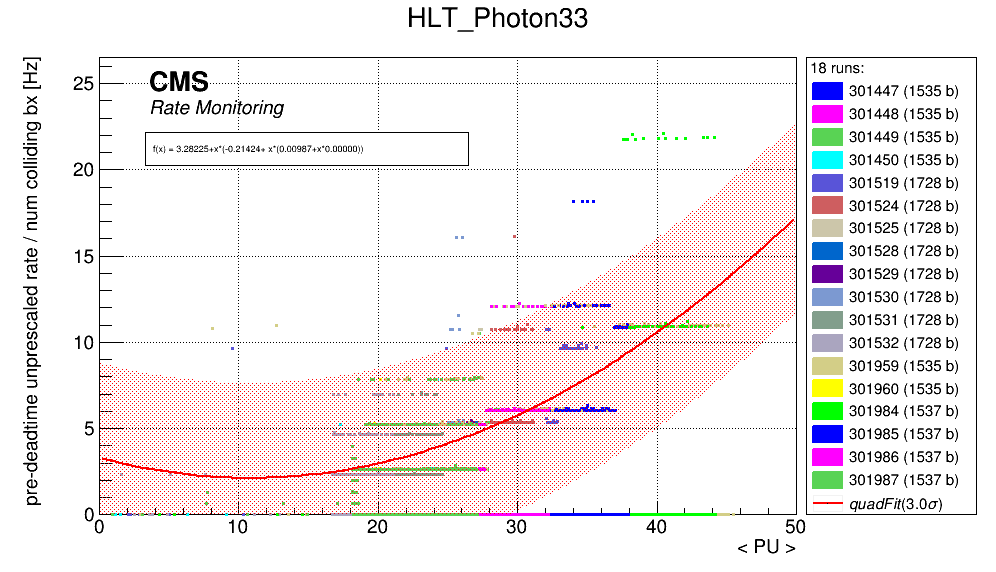 HLT_Photon33
pre-deadtime unprescaled rate / num colliding bx [Hz]
25
20
15
10
5
0
CMS
Rate Monitoring
f(x) = 3.28225+x*(-0.21424+ x*(0.00987+x*0.00000))
0 10 20 30 40 50
< PU >
18 runs:
301447 (1535 b)
301448 (1535 b)
301449 (1535 b)
301450 (1535 b)
301519 (1728 b)
301524 (1728 b)
301525 (1728 b)
301528 (1728 b)
301529 (1728 b)
301530 (1728 b)
301531 (1728 b)
301532 (1728 b)
301959 (1535 b)
301960 (1535 b)
301984 (1537 b)
301985 (1537 b)
301986 (1537 b)
301987 (1537 b)
quadFit(3.0σ)